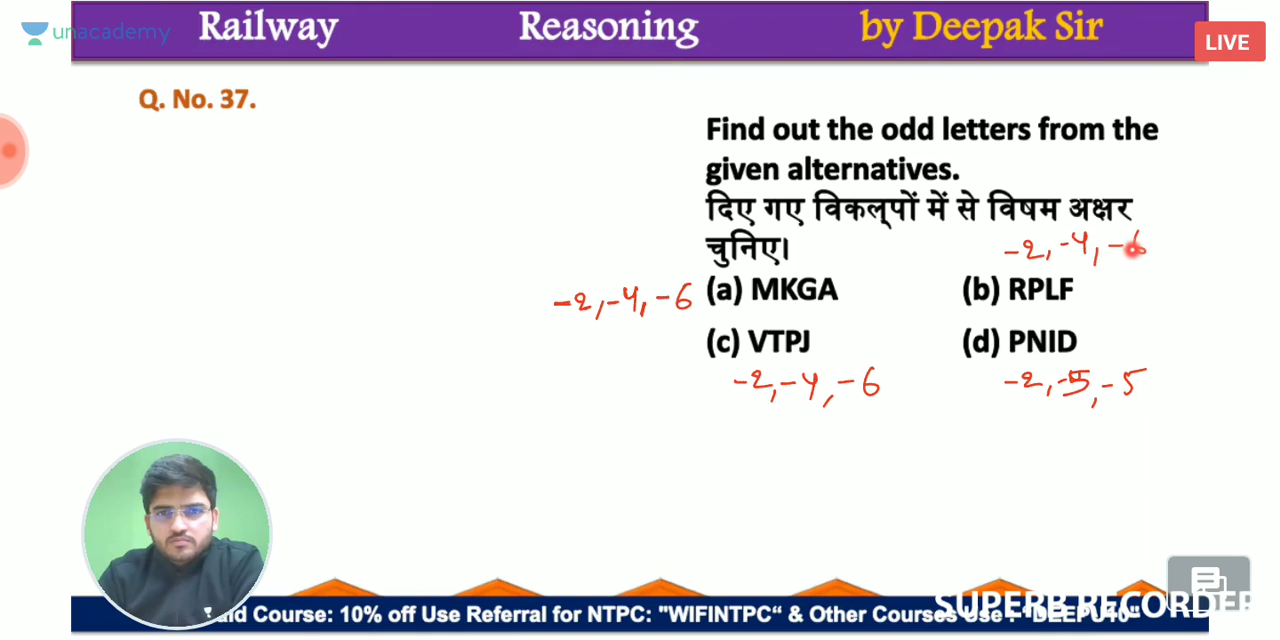 unacademy
Railway Reasoning by Deepak Sir
LIVE
Q. No. 37.
Find out the odd letters from the
given alternatives.
दिए गए विकल्पों में से विषम अक्षर
चुनिए।
-2, -4, -6
-2, -4, -6 (a) MKGA (b) RPLF
(c) VTPJ (d) PNID
-2, -4, -6 -2, -5, -5
Course: 10% off Use Referral for NTPC: "WIFINTPC“ & Other Courses Use :
SUPERB RECORDER